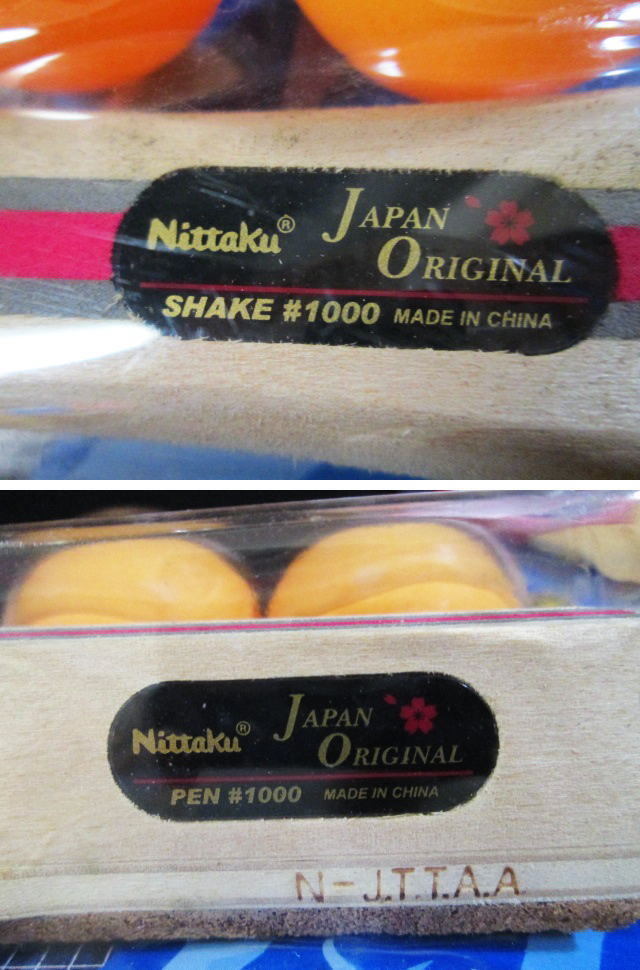 Nittaku® JAPAN
ORIGINAL
SHAKE #1000 MADE IN CHINA
Nittaku® JAPAN
ORIGINAL
PEN #1000 MADE IN CHINA
N-J.T.T.A.A